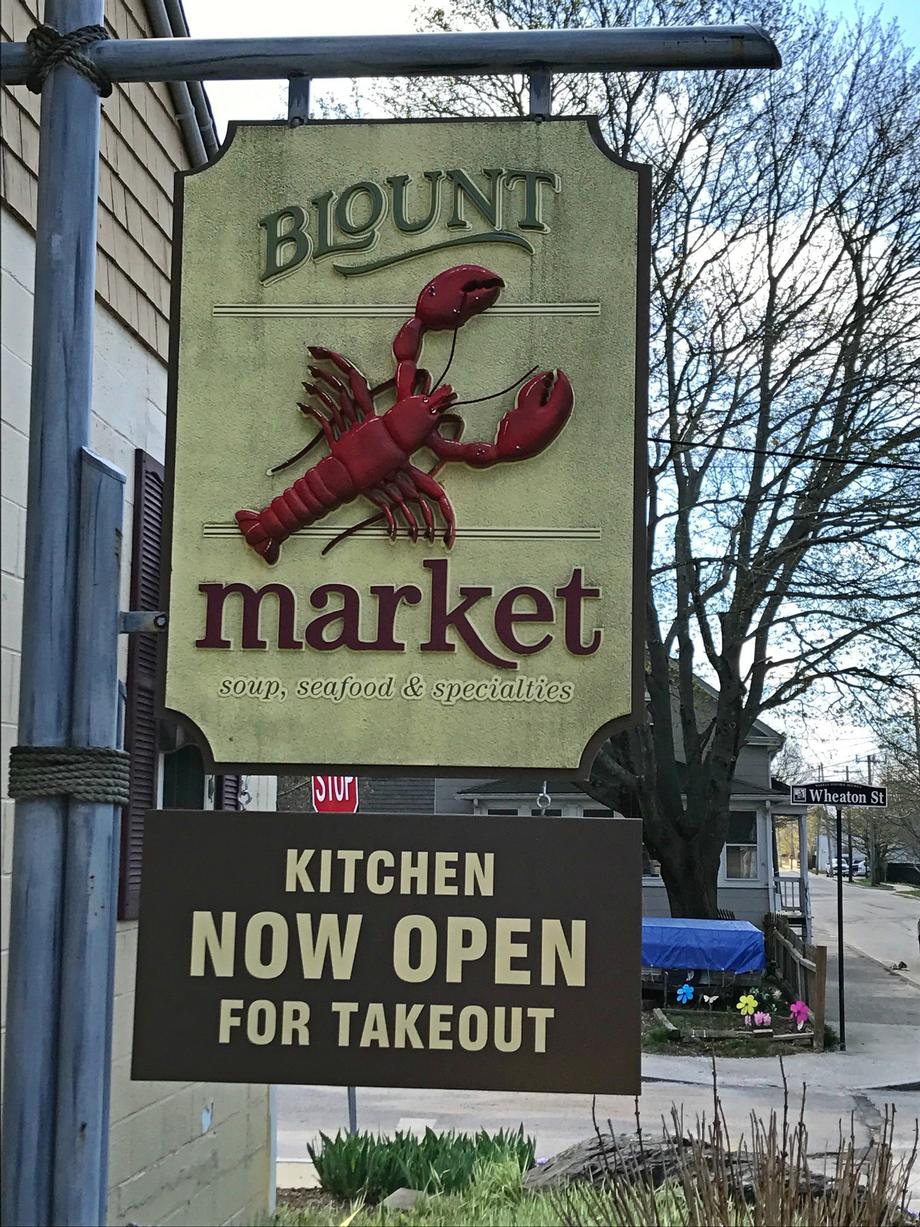 BLOUNT
market
soup, seafood & specialties
STOP
Wheaton St
KITCHEN
NOW OPEN
FOR TAKEOUT